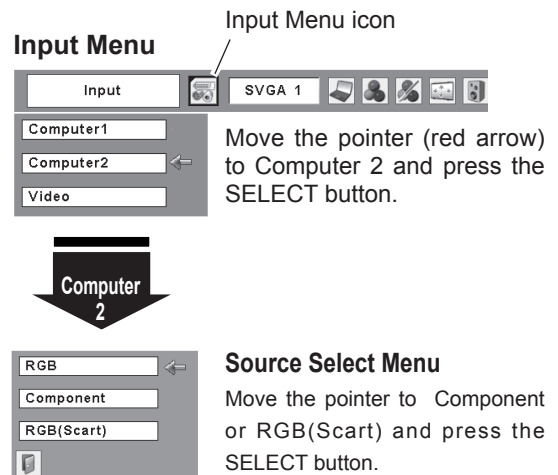 Input Menu icon
Input Menu
Input
SVGA 1
Computer1
Computer2
Video
Move the pointer (red arrow)
to Computer 2 and press the
SELECT button.
Computer
2
RGB
Component
RGB(Scart)
Source Select Menu
Move the pointer to Component
or RGB(Scart) and press the
SELECT button.